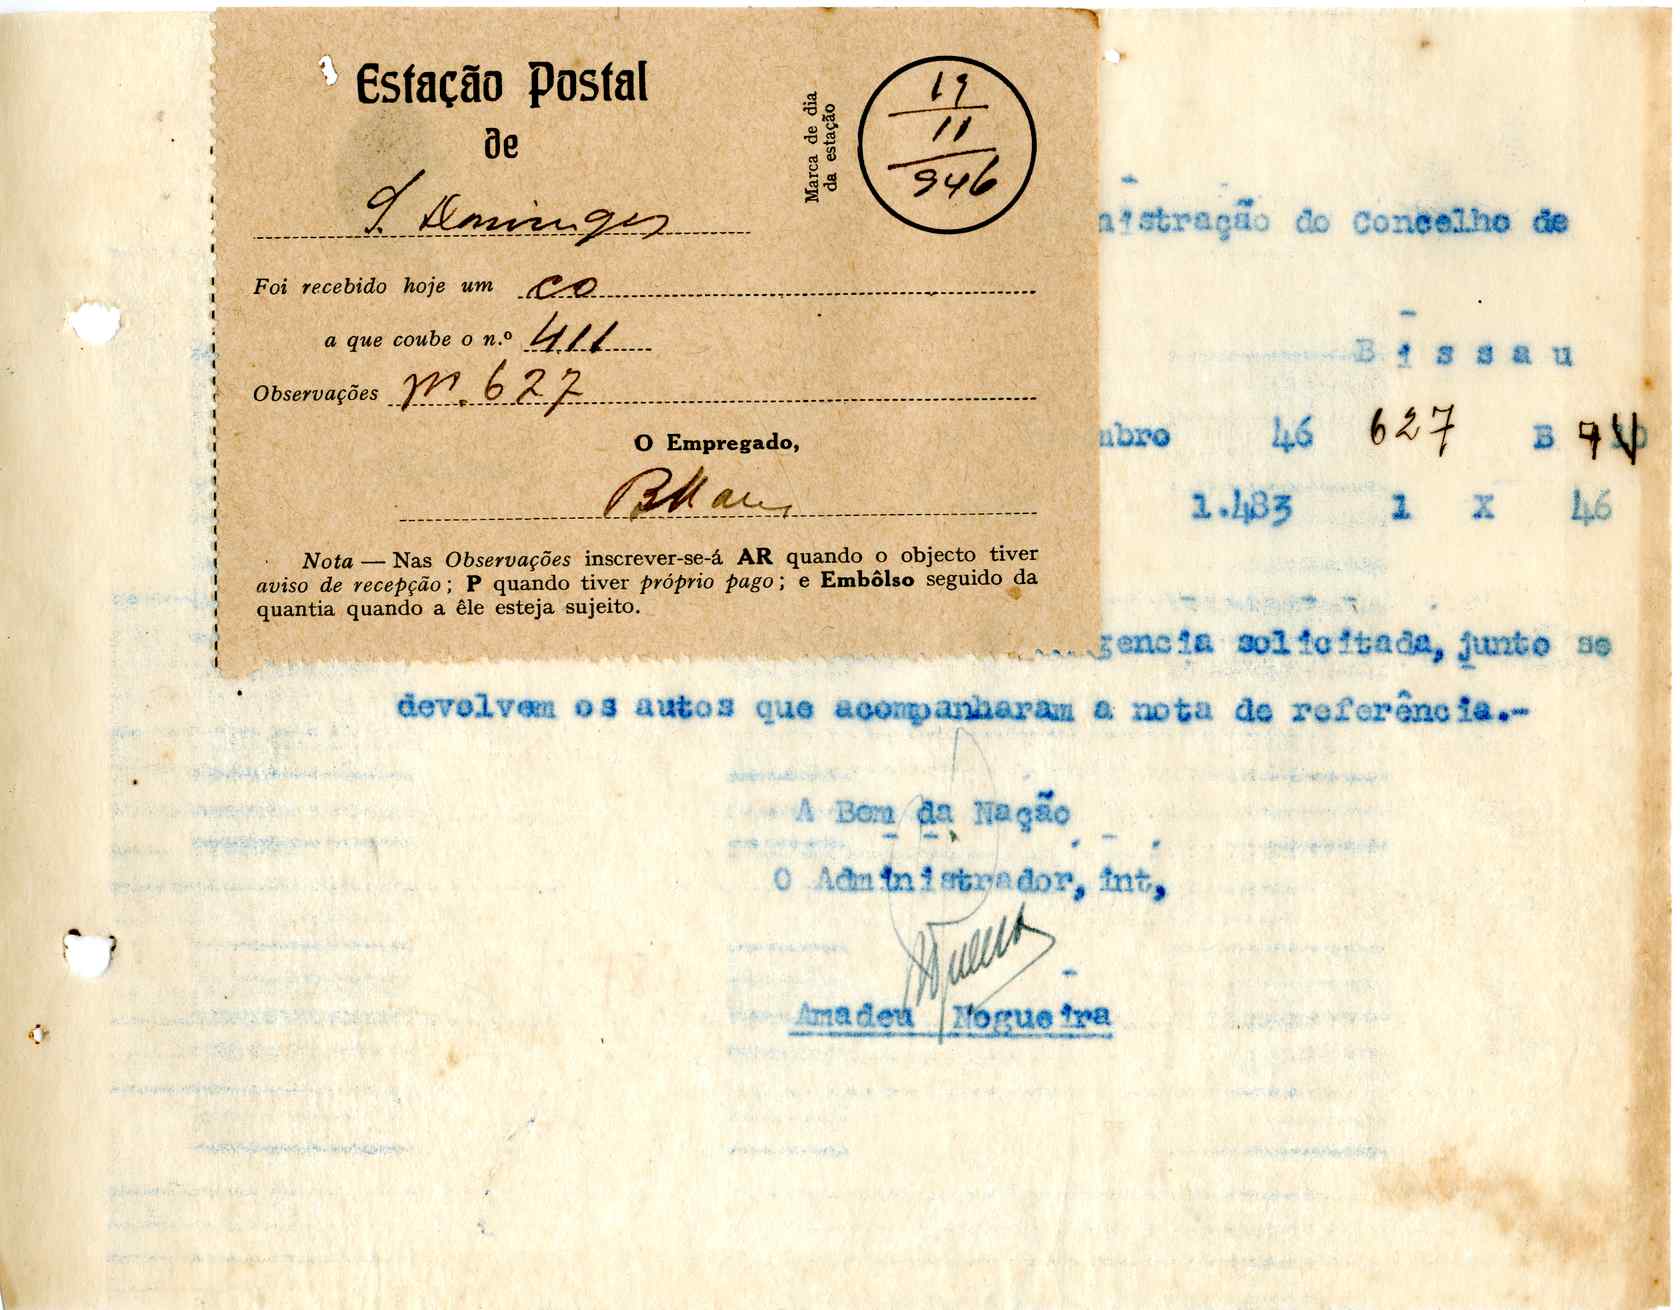 Estação Postal
de
S. Domingos
Marca de dia
da estação
19
11
946
Foi recebido hoje um co
a que coube o n.º 411
Observações N. 627
O Empregado,
Nota — Nas Observações inscrever-se-á AR quando o objecto tiver
aviso de recepção; P quando tiver próprio pago; e Embôlso seguido da
quantia quando a êle esteja sujeito.
nistração do Concelho de
Bissau
mbro 46 627 B
1.483 1 X 46
gencia solicitada, junto se
devolvem os autos que acompanharam a nota de referência.-
A Bem da Nação
O Administrador, int,
Amadeu Nogueira